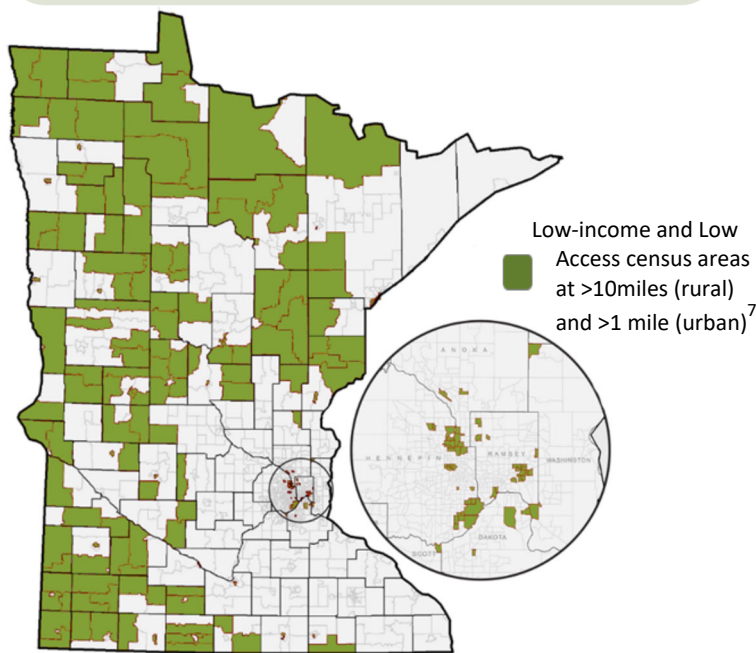 Low-income and Low
Access census areas
at >10miles (rural)
and >1 mile (urban)7
ANOKA
HENNEPIN
RAMSEY
WASHINGTON
DAKOTA
SCOTT